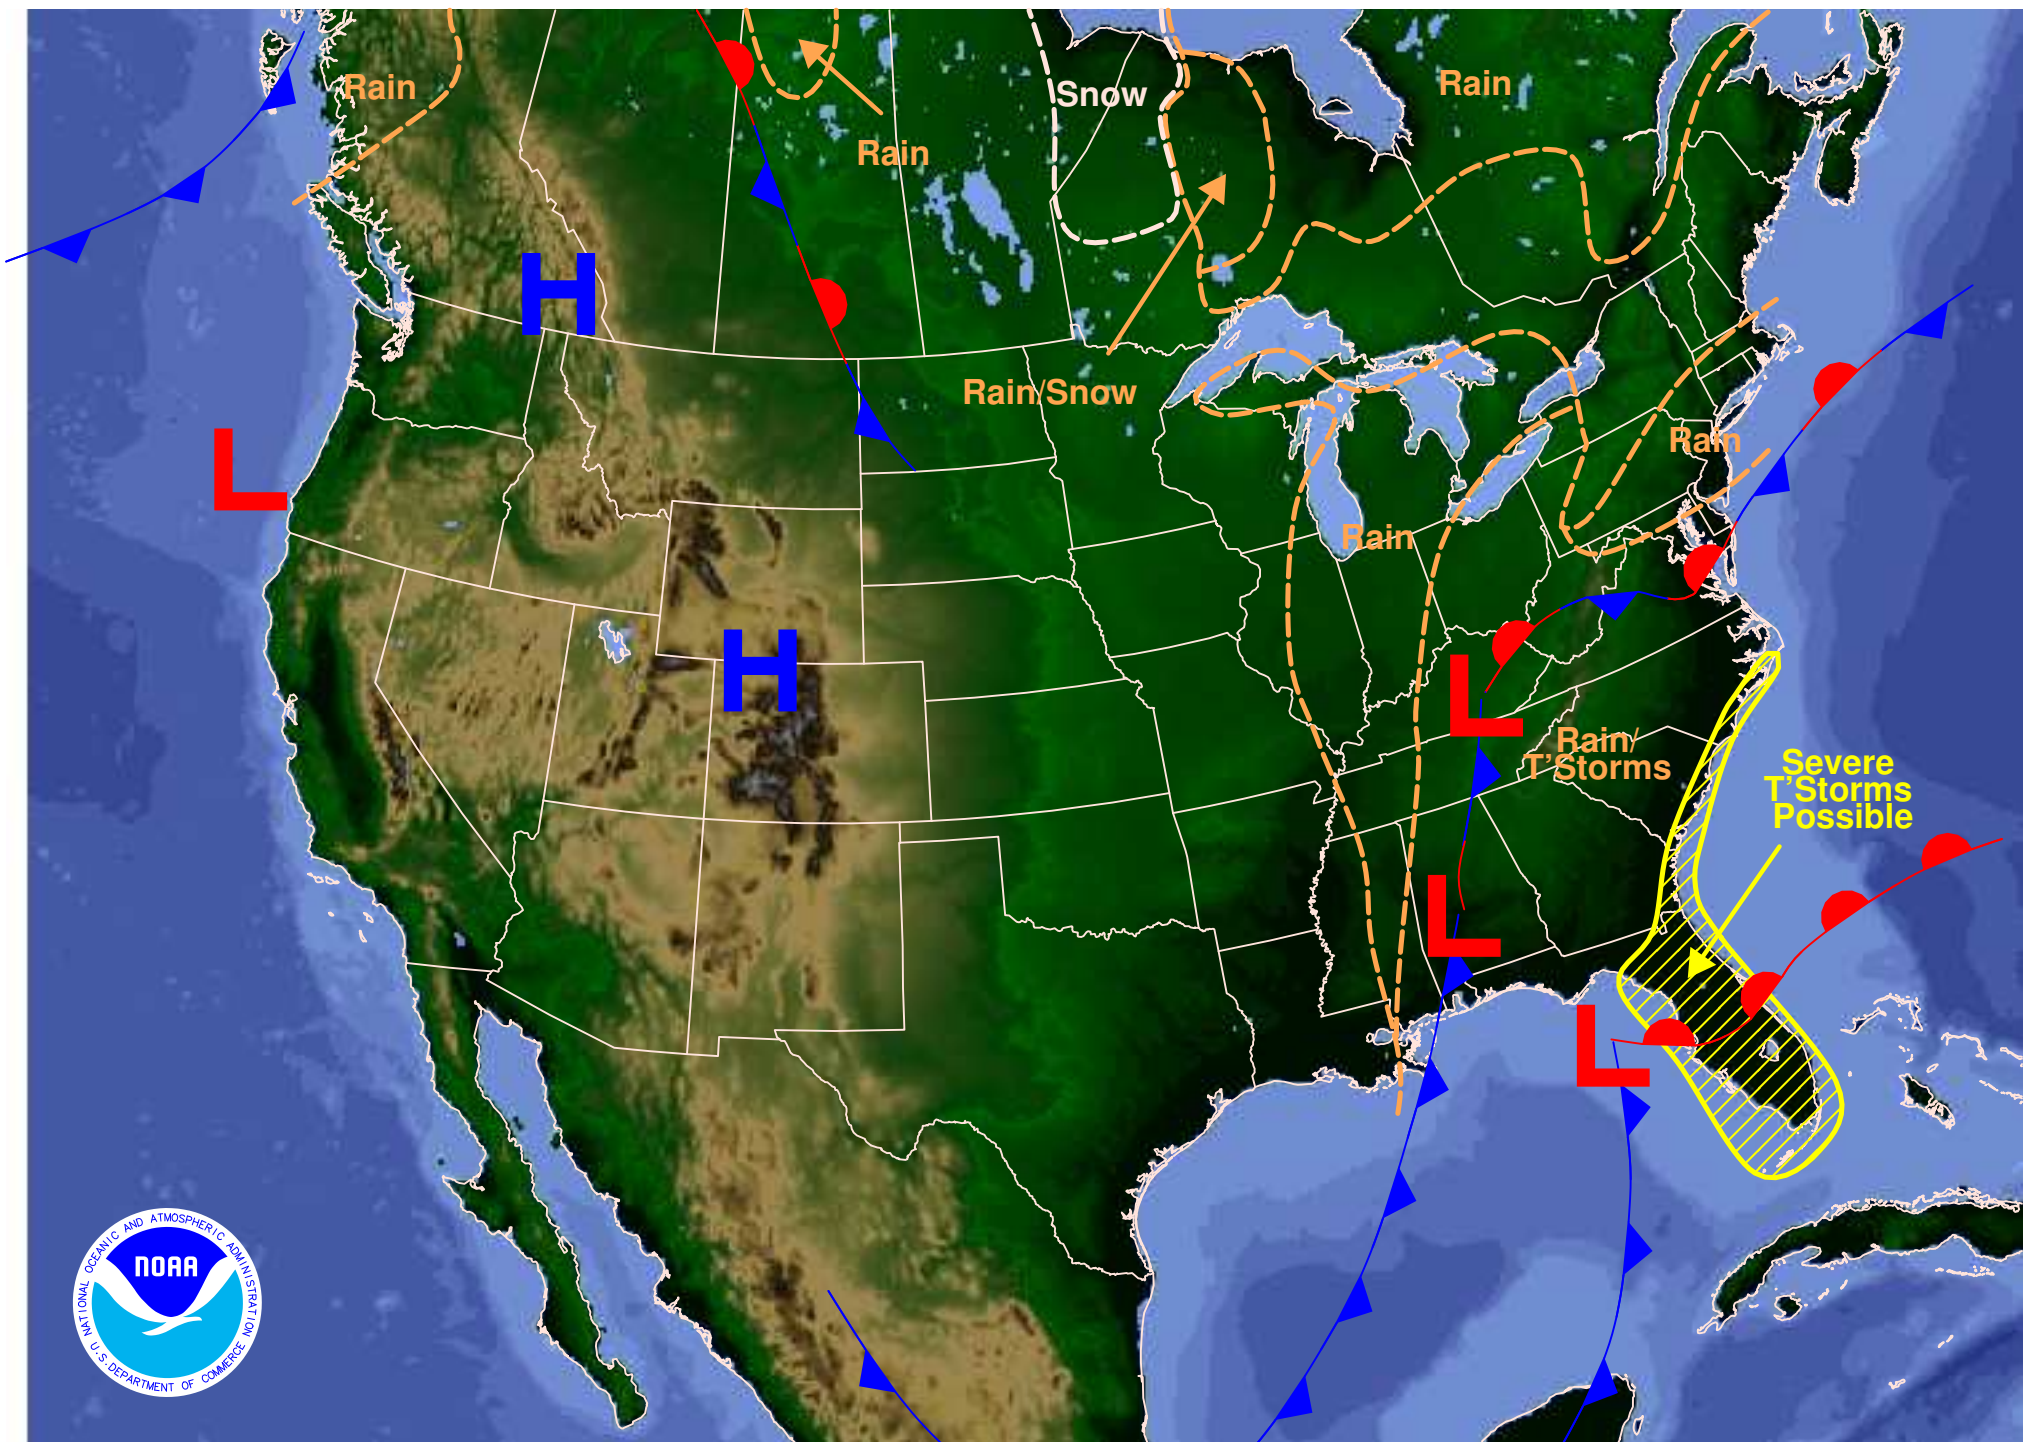 Rain
Snow
Rain
Rain
H
Rain/Snow
L
Rain
Rain
H
L
Rain/
T'Storms
Severe
T'Storms
Possible
L
L
NATIONAL OCEANIC AND ATMOSPHERIC ADMINISTRATION
NOAA
U.S. DEPARTMENT OF COMMERCE